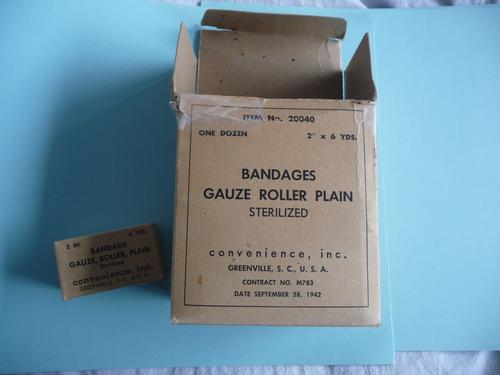 ITEM No. 20040
ONE DOZEN 2" x 6 YDS.
BANDAGES
GAUZE ROLLER PLAIN
STERILIZED
convenience, inc.
GREENVILLE, S. C., U. S. A.
CONTRACT NO. M783
DATE SEPTEMBER 28, 1942
2 IN. 6 YDS.
BANDAGE
GAUZE, ROLLER, PLAIN
Sterilized
convenience, inc.
GREENVILLE, S. C., U. S. A.